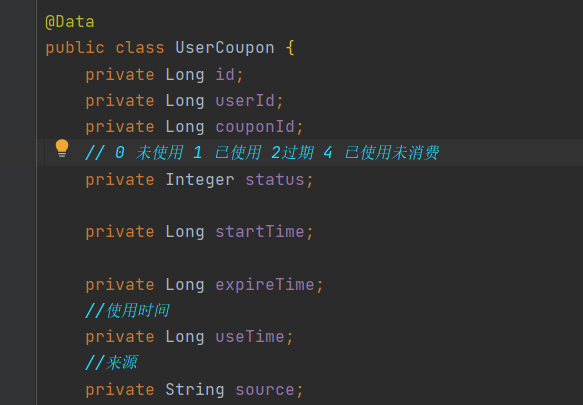 @Data
public class UserCoupon {
private Long id;
private Long userId;
private Long couponId;
// 0 未使用 1 已使用 2过期 4 已使用未消费
private Integer status;
private Long startTime;
private Long expireTime;
//使用时间
private Long useTime;
//来源
private String source;